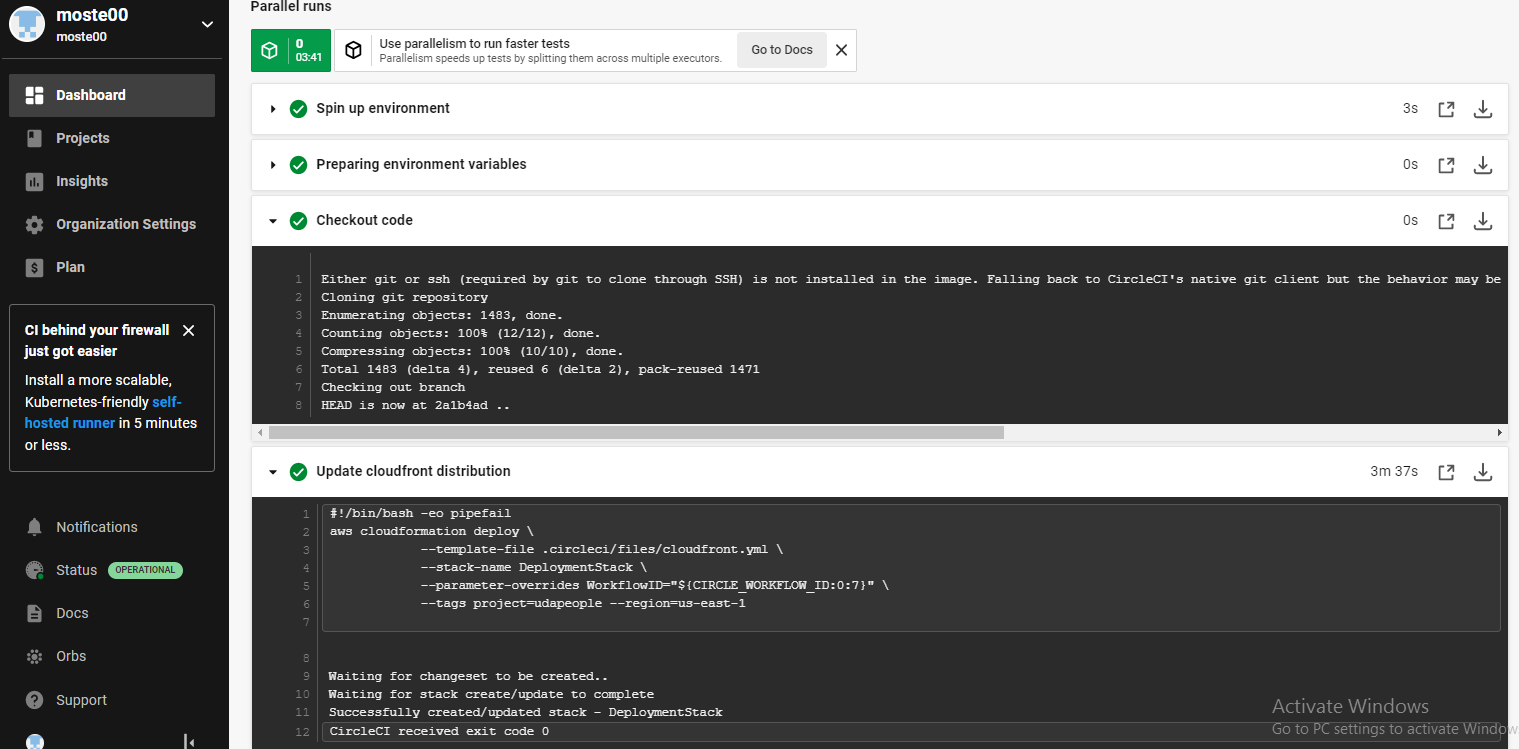 moste00
moste00
Dashboard
Projects
Insights
Organization Settings
Plan
CI behind your firewall
just got easier
Install a more scalable,
Kubernetes-friendly self-
hosted runner in 5 minutes
or less.
Notifications
Status OPERATIONAL
Docs
Orbs
Support
Parallel runs
0
03:41
Use parallelism to run faster tests
Parallelism speeds up tests by splitting them across multiple executors.
Go to Docs
Spin up environment 3s
Preparing environment variables 0s
Checkout code 0s
1 Either git or ssh (required by git to clone through SSH) is not installed in the image. Falling back to CircleCI's native git client but the behavior may be
2 Cloning git repository
3 Enumerating objects: 1483, done.
4 Counting objects: 100% (12/12), done.
5 Compressing objects: 100% (10/10), done.
6 Total 1483 (delta 4), reused 6 (delta 2), pack-reused 1471
7 Checking out branch
8 HEAD is now at 2a1b4ad ..
Update cloudfront distribution 3m 37s
1 #!/bin/bash -eo pipefail
2 aws cloudformation deploy \
3 --template-file .circleci/files/cloudfront.yml \
4 --stack-name DeploymentStack \
5 --parameter-overrides WorkflowID="${CIRCLE_WORKFLOW_ID:0:7}" \
6 --tags project=udapeople --region=us-east-1
7
8
9 Waiting for changeset to be created..
10 Waiting for stack create/update to complete
11 Successfully created/updated stack - DeploymentStack
12 CircleCI received exit code 0
Activate Windows
Go to PC settings to activate Window